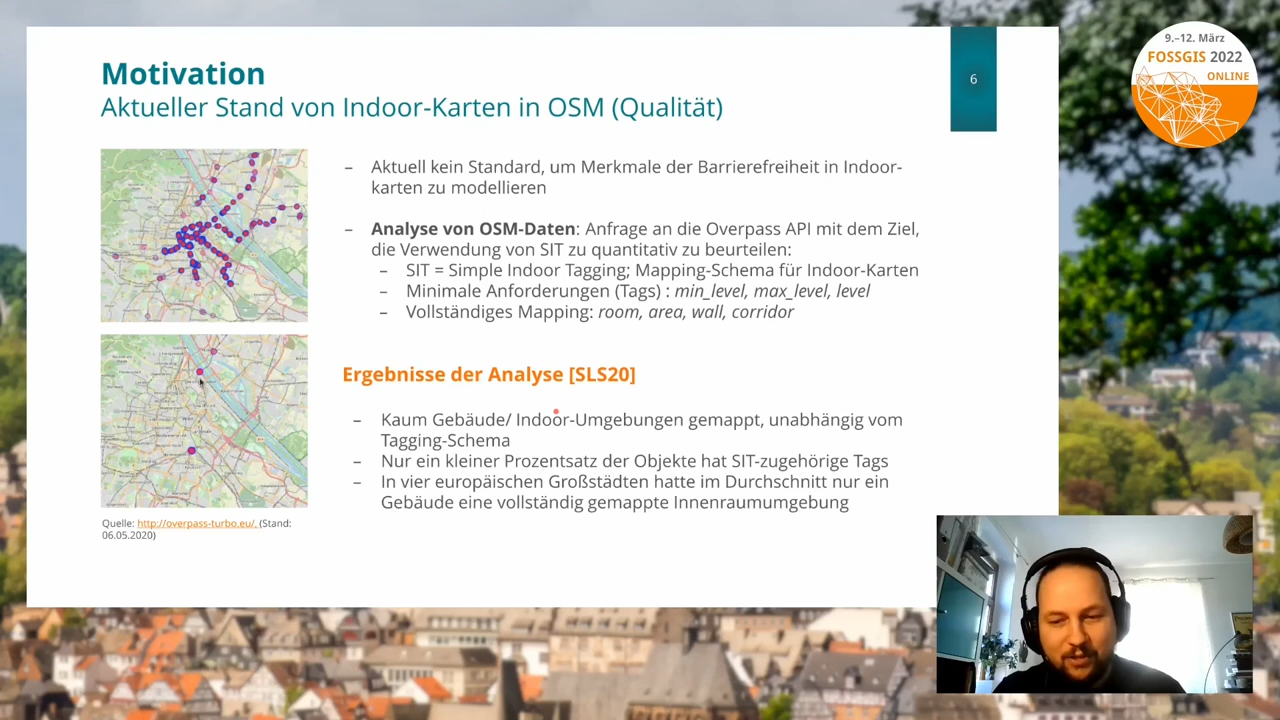 Motivation
Aktueller Stand von Indoor-Karten in OSM (Qualität)
6
9.–12. März
FOSSGIS 2022
ONLINE
– Aktuell kein Standard, um Merkmale der Barrierefreiheit in Indoor-
karten zu modellieren
– Analyse von OSM-Daten: Anfrage an die Overpass API mit dem Ziel,
die Verwendung von SIT zu quantitativ zu beurteilen:
– SIT = Simple Indoor Tagging; Mapping-Schema für Indoor-Karten
– Minimale Anforderungen (Tags) : min_level, max_level, level
– Vollständiges Mapping: room, area, wall, corridor
Ergebnisse der Analyse [SLS20]
– Kaum Gebäude/ Indoor-Umgebungen gemappt, unabhängig vom
Tagging-Schema
– Nur ein kleiner Prozentsatz der Objekte hat SIT-zugehörige Tags
– In vier europäischen Großstädten hatte im Durchschnitt nur ein
Gebäude eine vollständig gemappte Innenraumumgebung
Quelle: http://overpass-turbo.eu/. (Stand:
06.05.2020)